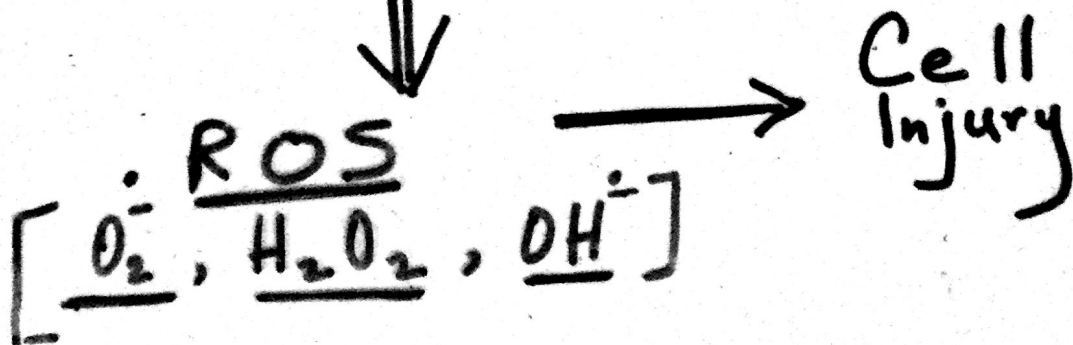 ROS → Cell Injury
[O₂∸, H₂O₂, OH∸]